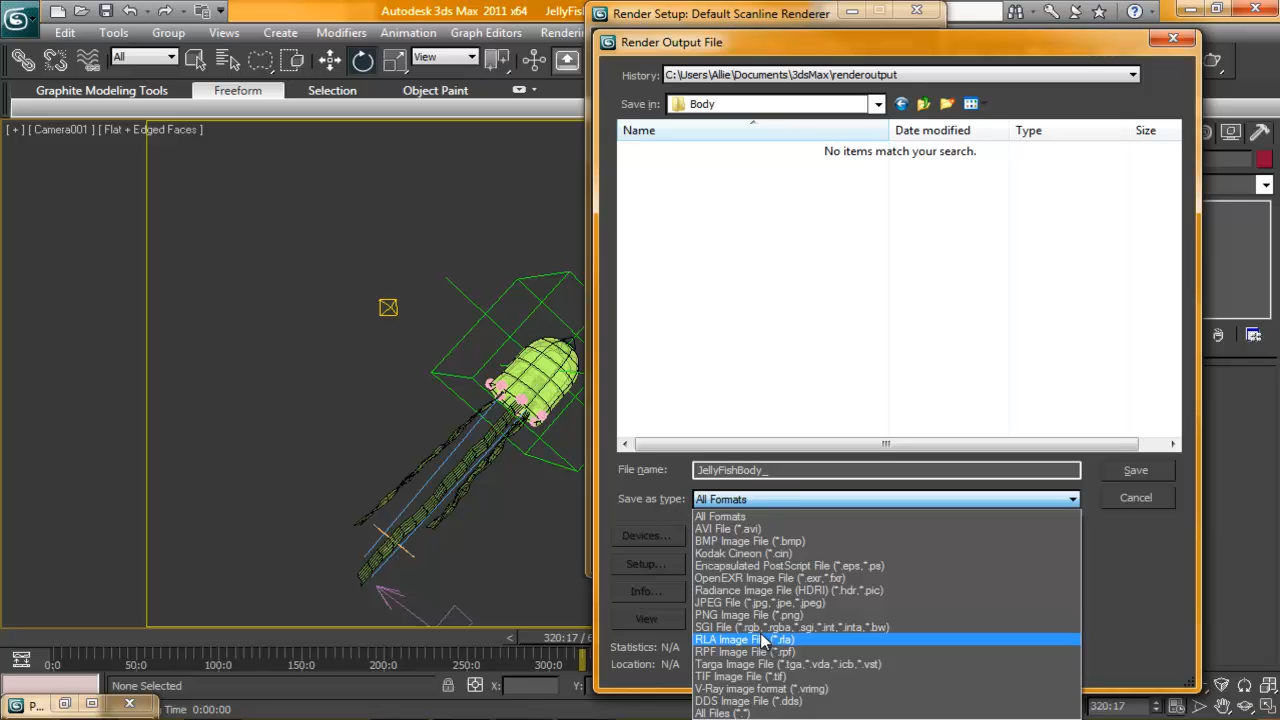 Autodesk 3ds Max 2011 x64 JellyFis
Edit Tools Group Views Create Modifiers Animation Graph Editors Rendering
All
View
Graphite Modeling Tools Freeform Selection Object Paint
[ + ] [ Camera001 ] [ Flat + Edged Faces ]
Render Setup: Default Scanline Renderer
Render Output File
History: C:\Users\Allie\Documents\3dsMax\renderoutput
Save in: Body
Name Date modified Type Size
No items match your search.
File name: JellyFishBody_ Save
Save as type: All Formats Cancel
All Formats
AVI File (*.avi)
BMP Image File (*.bmp)
Kodak Cineon (*.cin)
Encapsulated PostScript File (*.eps,*.ps)
OpenEXR Image File (*.exr,*.fxr)
Radiance Image File (HDRI) (*.hdr,*.pic)
JPEG File (*.jpg,*.jpe,*.jpeg)
PNG Image File (*.png)
SGI File (*.rgb,*.rgba,*.sgi,*.int,*.inta,*.bw)
RLA Image File (*.rla)
RPF Image File (*.rpf)
Targa Image File (*.tga,*.vda,*.icb,*.vst)
TIF Image File (*.tif)
V-Ray image format (*.vrimg)
DDS Image File (*.dds)
All Files (*.*)
Devices...
Setup...
Info...
View
Statistics: N/A
Location: N/A
< 320:17 /
0:0 50:0 100:0 150:0 200:0 250:0 300:0
None Selected X: Y:
P... Time 0:00:00
320:17